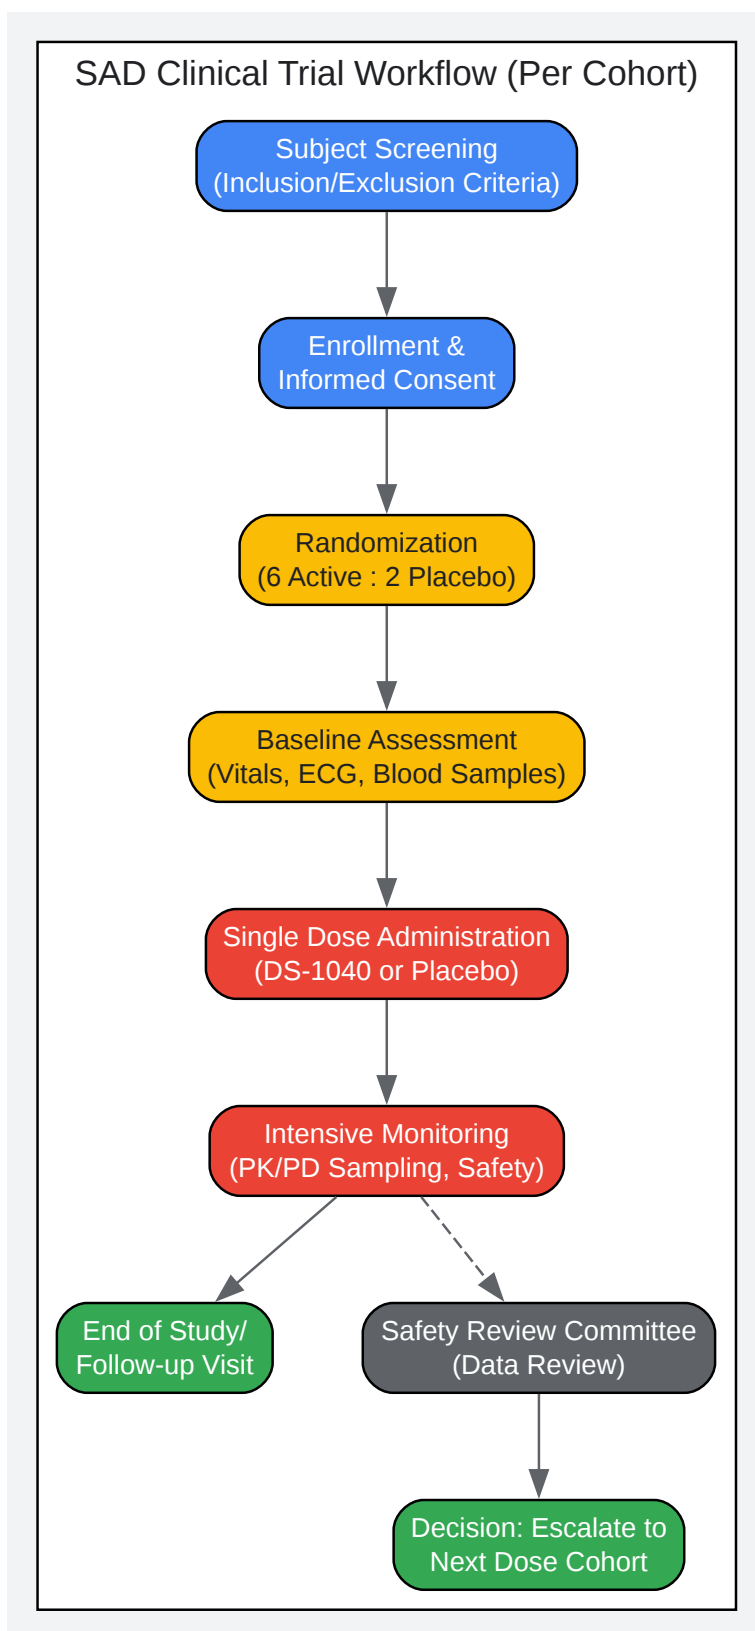 SAD Clinical Trial Workflow (Per Cohort)
Subject Screening
(Inclusion/Exclusion Criteria)
Enrollment &
Informed Consent
Randomization
(6 Active : 2 Placebo)
Baseline Assessment
(Vitals, ECG, Blood Samples)
Single Dose Administration
(DS-1040 or Placebo)
Intensive Monitoring
(PK/PD Sampling, Safety)
End of Study/
Follow-up Visit
Safety Review Committee
(Data Review)
Decision: Escalate to
Next Dose Cohort